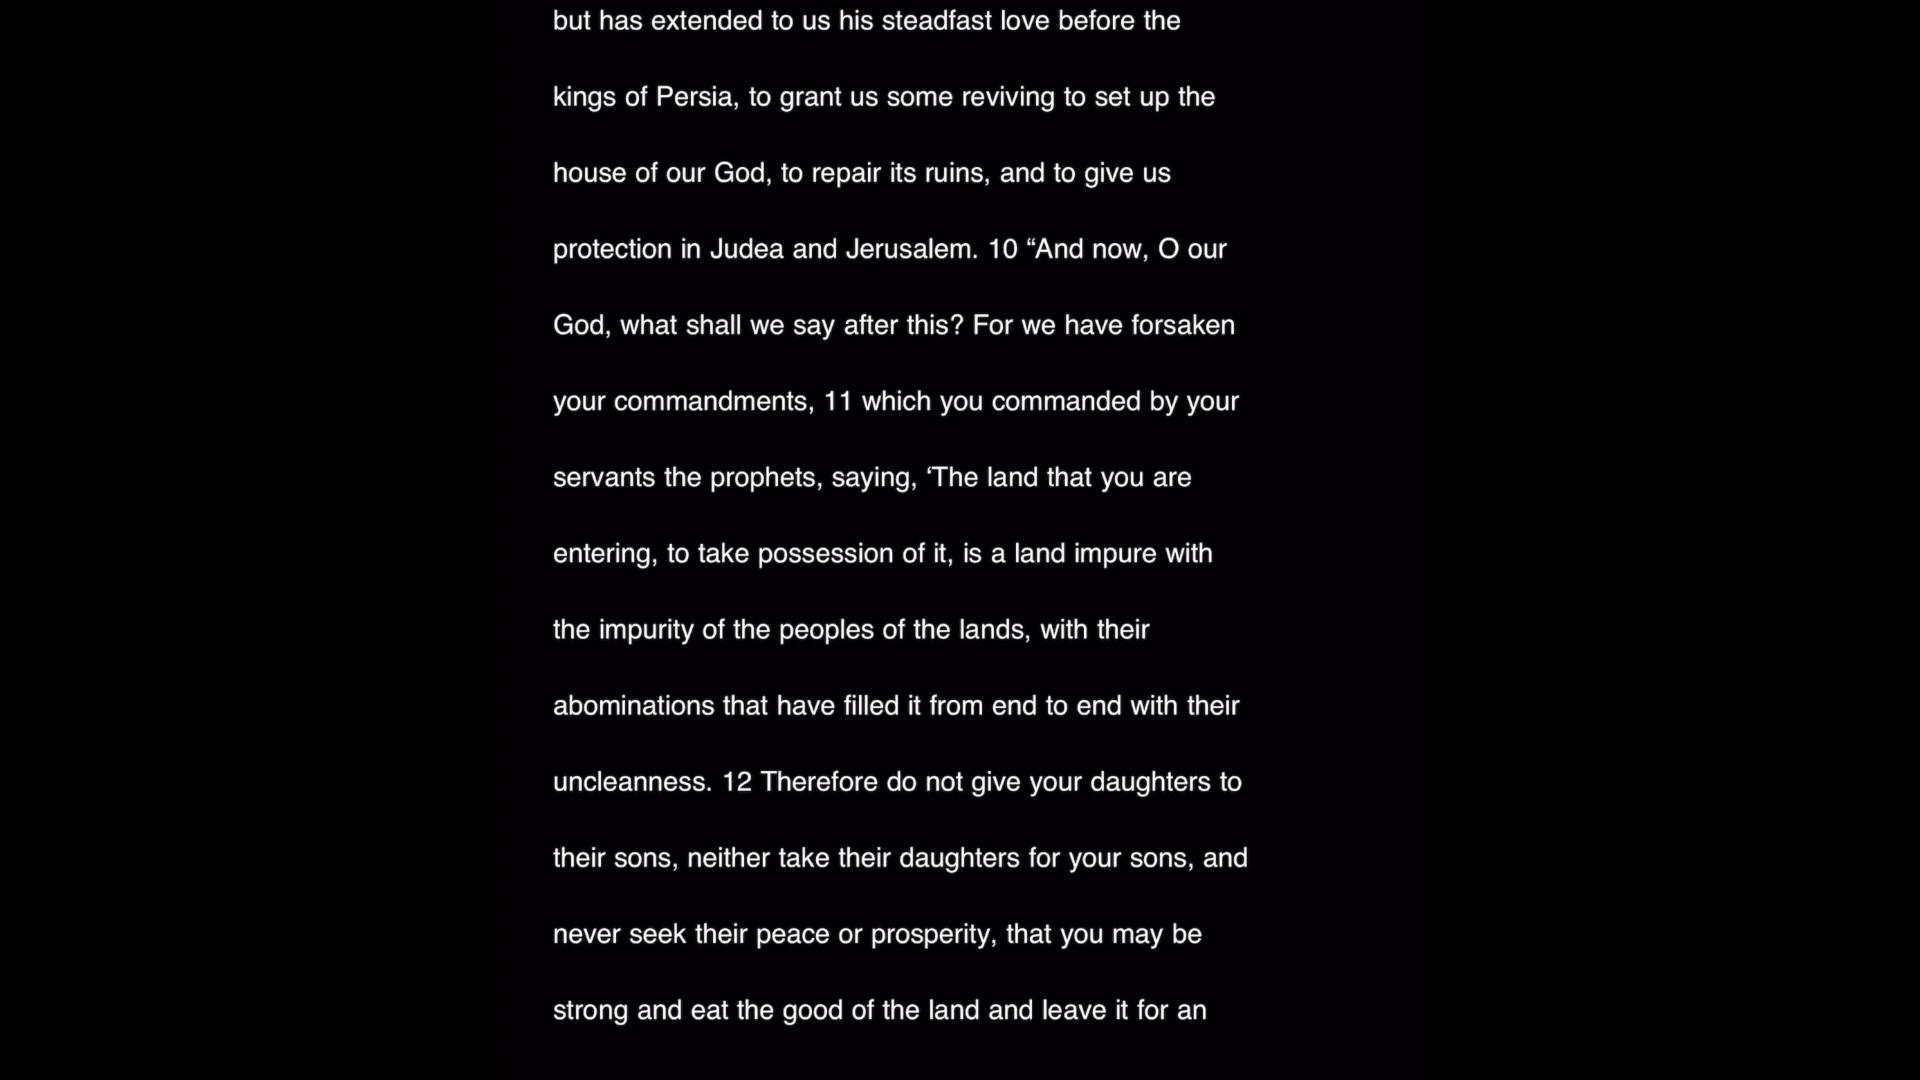 but has extended to us his steadfast love before the
kings of Persia, to grant us some reviving to set up the
house of our God, to repair its ruins, and to give us
protection in Judea and Jerusalem. 10 “And now, O our
God, what shall we say after this? For we have forsaken
your commandments, 11 which you commanded by your
servants the prophets, saying, ‘The land that you are
entering, to take possession of it, is a land impure with
the impurity of the peoples of the lands, with their
abominations that have filled it from end to end with their
uncleanness. 12 Therefore do not give your daughters to
their sons, neither take their daughters for your sons, and
never seek their peace or prosperity, that you may be
strong and eat the good of the land and leave it for an